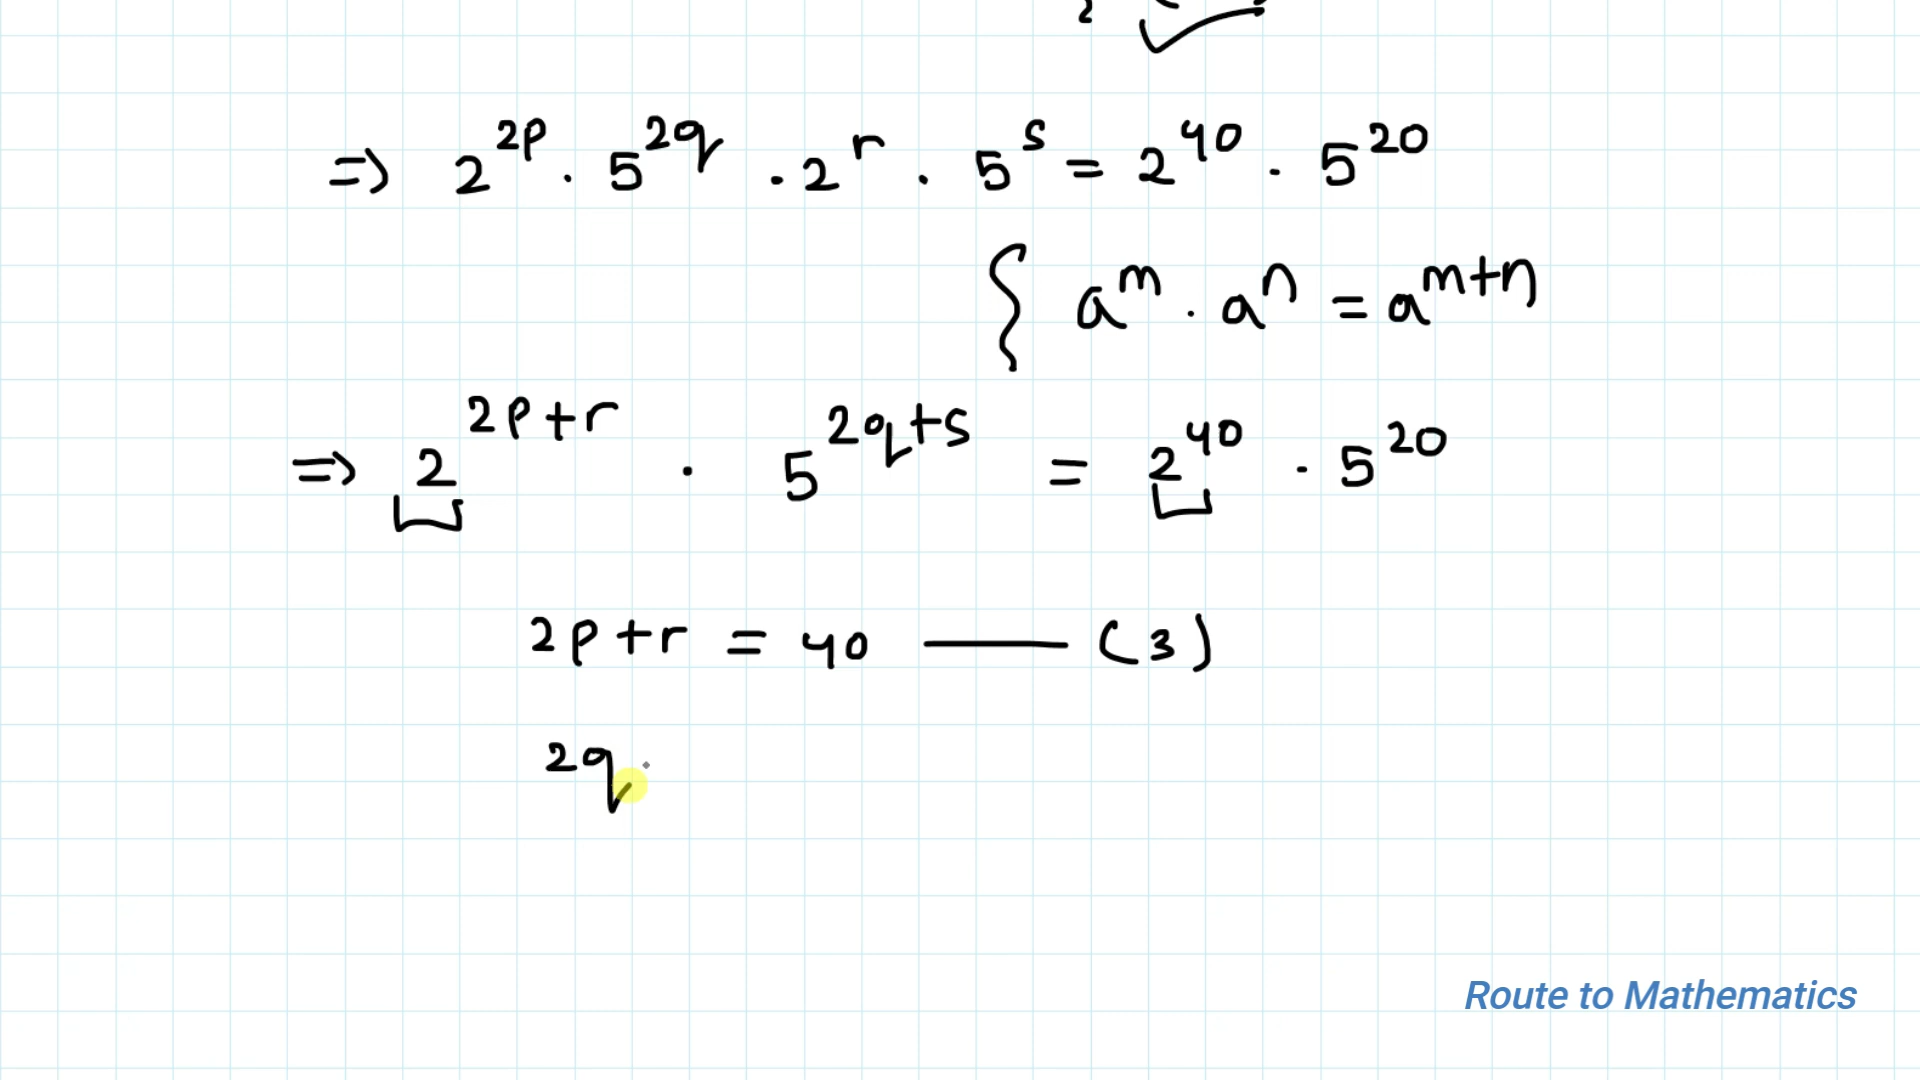 => 2^{2p} · 5^{2q} · 2^{r} · 5^{s} = 2^{40} · 5^{20}
{ a^{m} · a^{n} = a^{m+n}
=> 2^{2p+r} · 5^{2q+s} = 2^{40} · 5^{20}
2p+r = 40 —— (3)
2q
Route to Mathematics